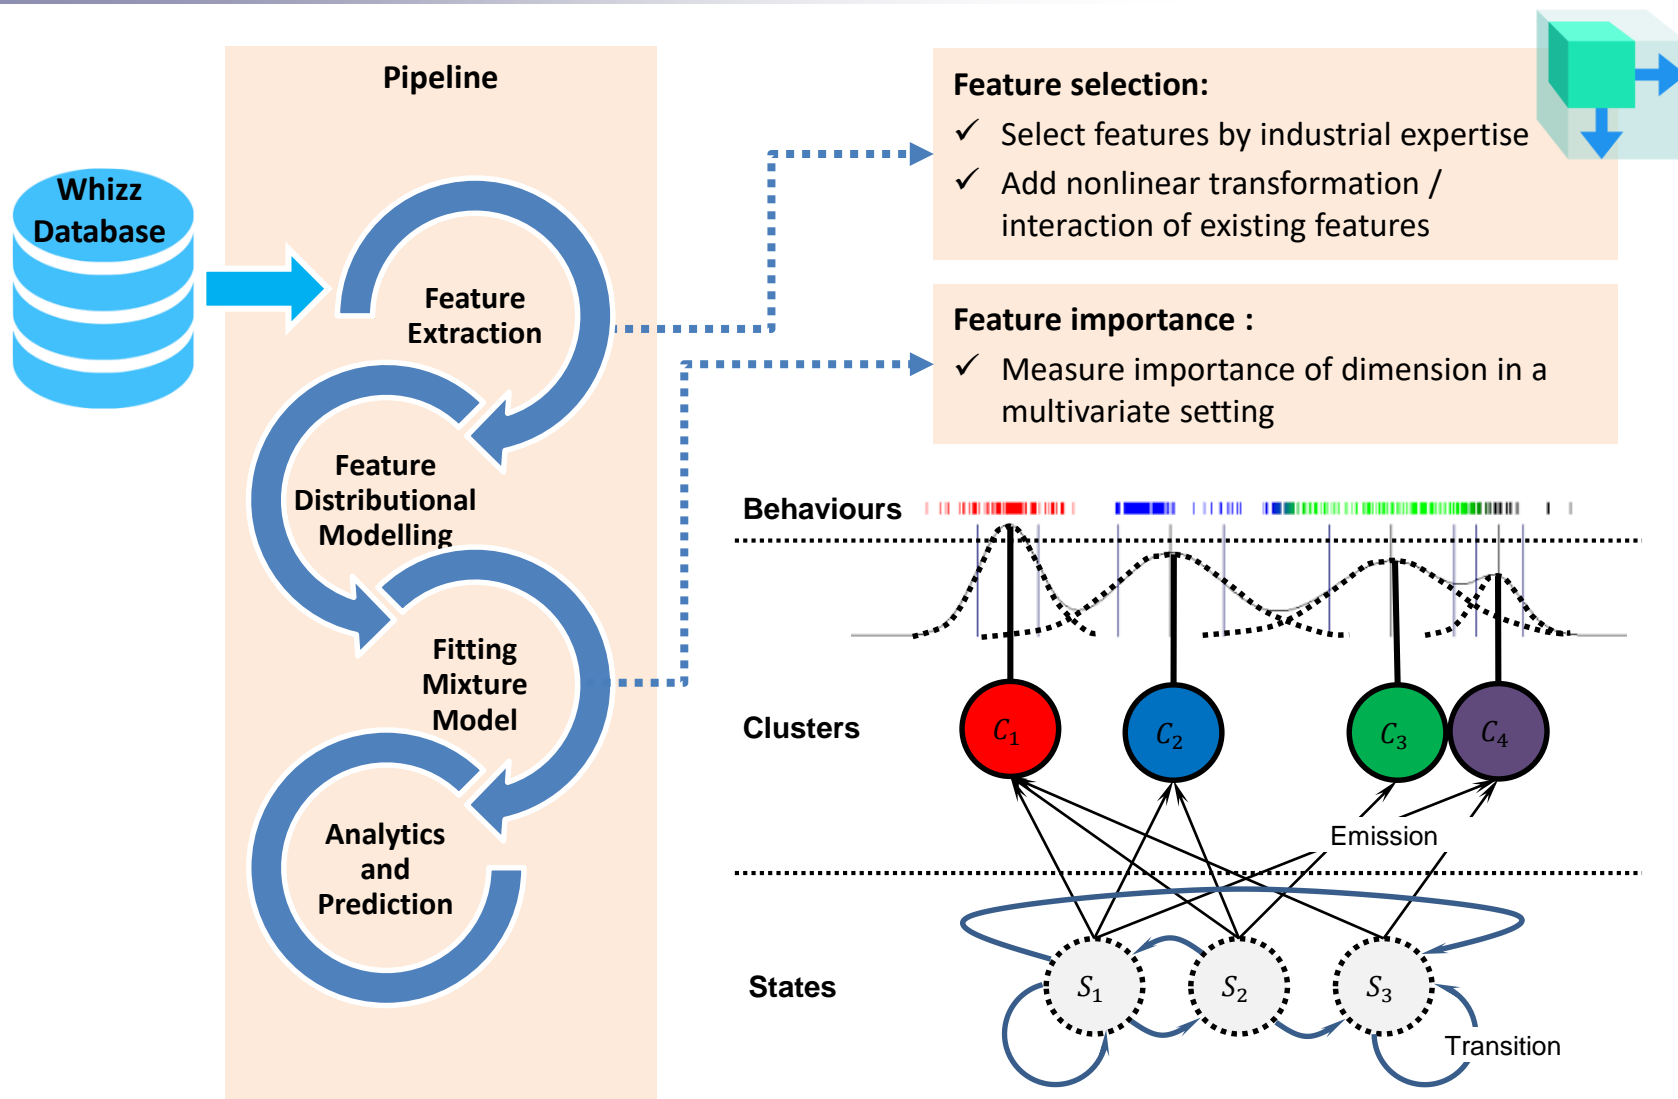 Pipeline
Whizz
Database
Feature
Extraction
Feature
Distributional
Modelling
Fitting
Mixture
Model
Analytics
and
Prediction
Feature selection:
✓ Select features by industrial expertise
✓ Add nonlinear transformation /
interaction of existing features
Feature importance :
✓ Measure importance of dimension in a
multivariate setting
Behaviours
Clusters
C₁ C₂ C₃ C₄
Emission
States
S₁ S₂ S₃
Transition